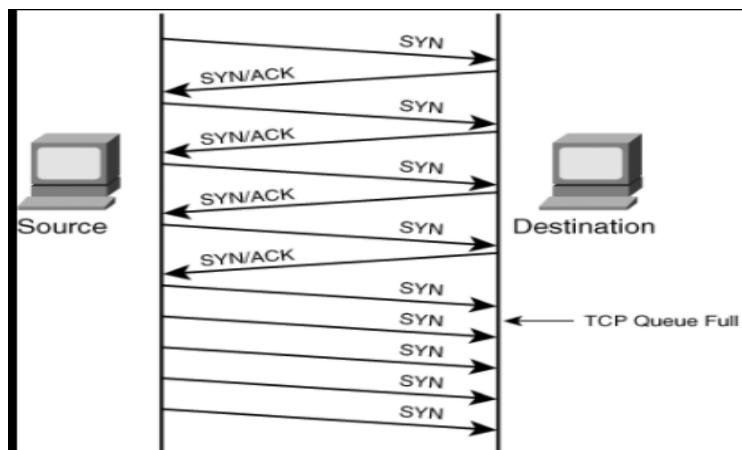 SYN
SYN/ACK
SYN
SYN/ACK
SYN
SYN/ACK
Source
Destination
SYN
SYN/ACK
SYN
SYN
TCP Queue Full
SYN
SYN
SYN